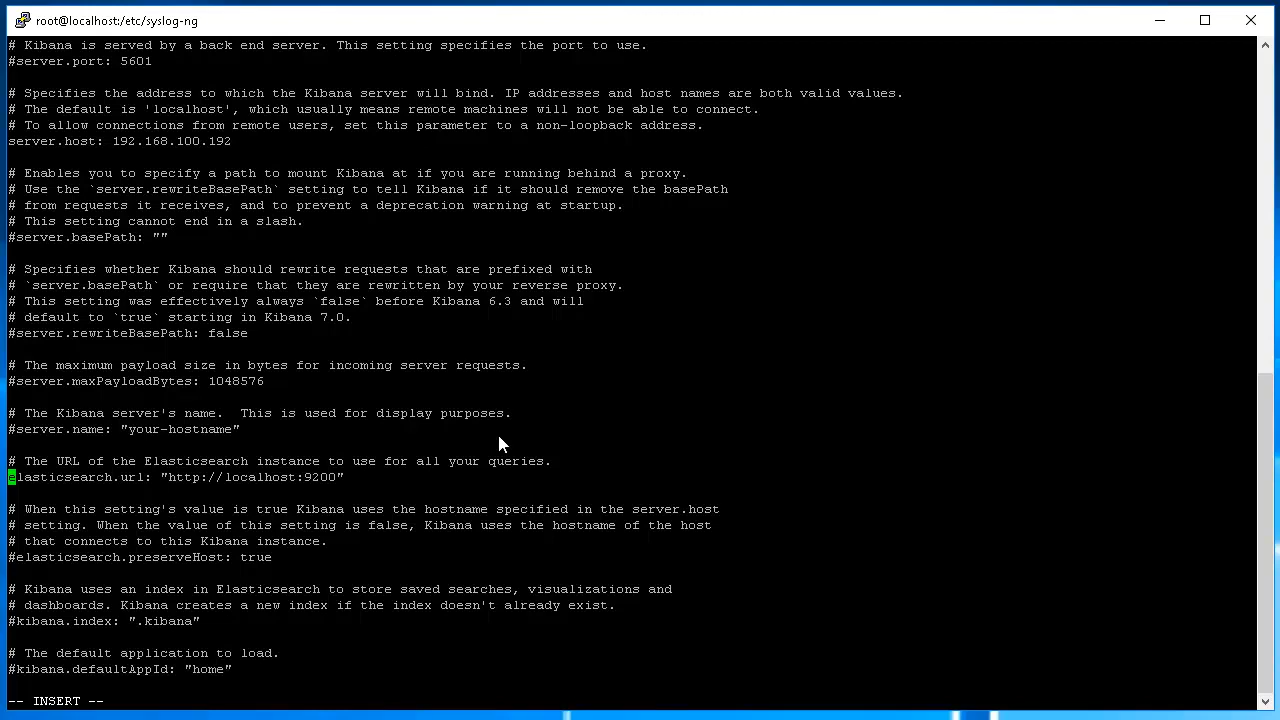 root@localhost:/etc/syslog-ng
# Kibana is served by a back end server. This setting specifies the port to use.
#server.port: 5601
# Specifies the address to which the Kibana server will bind. IP addresses and host names are both valid values.
# The default is 'localhost', which usually means remote machines will not be able to connect.
# To allow connections from remote users, set this parameter to a non-loopback address.
server.host: 192.168.100.192
# Enables you to specify a path to mount Kibana at if you are running behind a proxy.
# Use the `server.rewriteBasePath` setting to tell Kibana if it should remove the basePath
# from requests it receives, and to prevent a deprecation warning at startup.
# This setting cannot end in a slash.
#server.basePath: ""
# Specifies whether Kibana should rewrite requests that are prefixed with
# `server.basePath` or require that they are rewritten by your reverse proxy.
# This setting was effectively always `false` before Kibana 6.3 and will
# default to `true` starting in Kibana 7.0.
#server.rewriteBasePath: false
# The maximum payload size in bytes for incoming server requests.
#server.maxPayloadBytes: 1048576
# The Kibana server's name.  This is used for display purposes.
#server.name: "your-hostname"
# The URL of the Elasticsearch instance to use for all your queries.
elasticsearch.url: "http://localhost:9200"
# When this setting's value is true Kibana uses the hostname specified in the server.host
# setting. When the value of this setting is false, Kibana uses the hostname of the host
# that connects to this Kibana instance.
#elasticsearch.preserveHost: true
# Kibana uses an index in Elasticsearch to store saved searches, visualizations and
# dashboards. Kibana creates a new index if the index doesn't already exist.
#kibana.index: ".kibana"
# The default application to load.
#kibana.defaultAppId: "home"
-- INSERT --